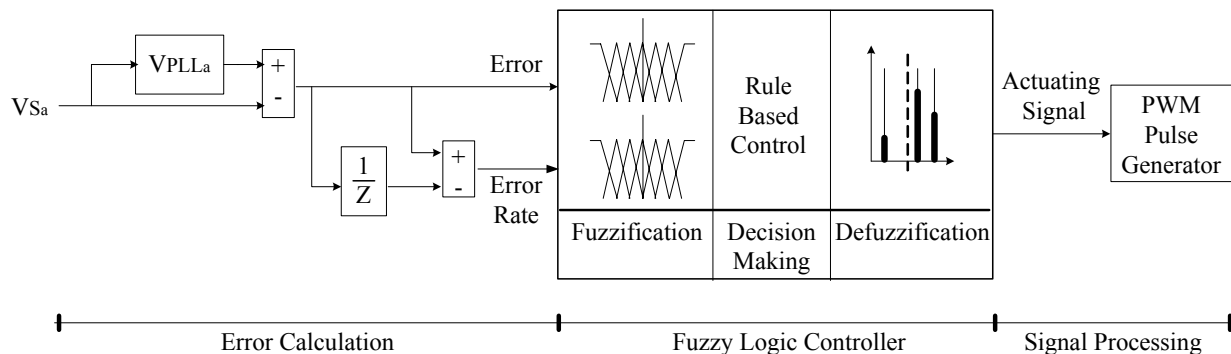 VSa
VPLLa
+
-
1
Z
+
-
Error
Error
Rate
Rule
Based
Control
Fuzzification
Decision
Making
Defuzzification
Actuating
Signal
PWM
Pulse
Generator
Error Calculation
Fuzzy Logic Controller
Signal Processing